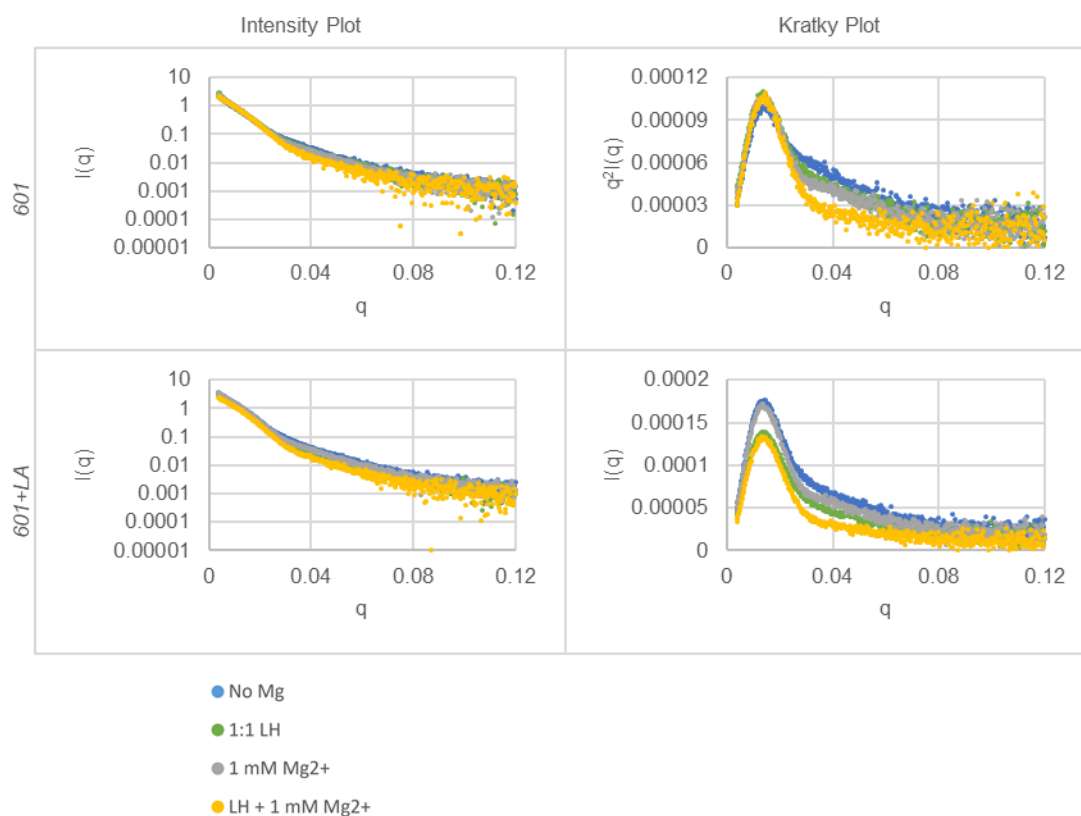 Intensity Plot
Kratky Plot
601
I(q)
10
1
0.1
0.01
0.001
0.0001
0.00001
0
0.04
0.08
0.12
q
q²I(q)
0.00012
0.00009
0.00006
0.00003
0
0
0.04
0.08
0.12
q
601+LA
I(q)
10
1
0.1
0.01
0.001
0.0001
0.00001
0
0.04
0.08
0.12
q
I(q)
0.0002
0.00015
0.0001
0.00005
0
0
0.04
0.08
0.12
q
No Mg
1:1 LH
1 mM Mg2+
LH + 1 mM Mg2+